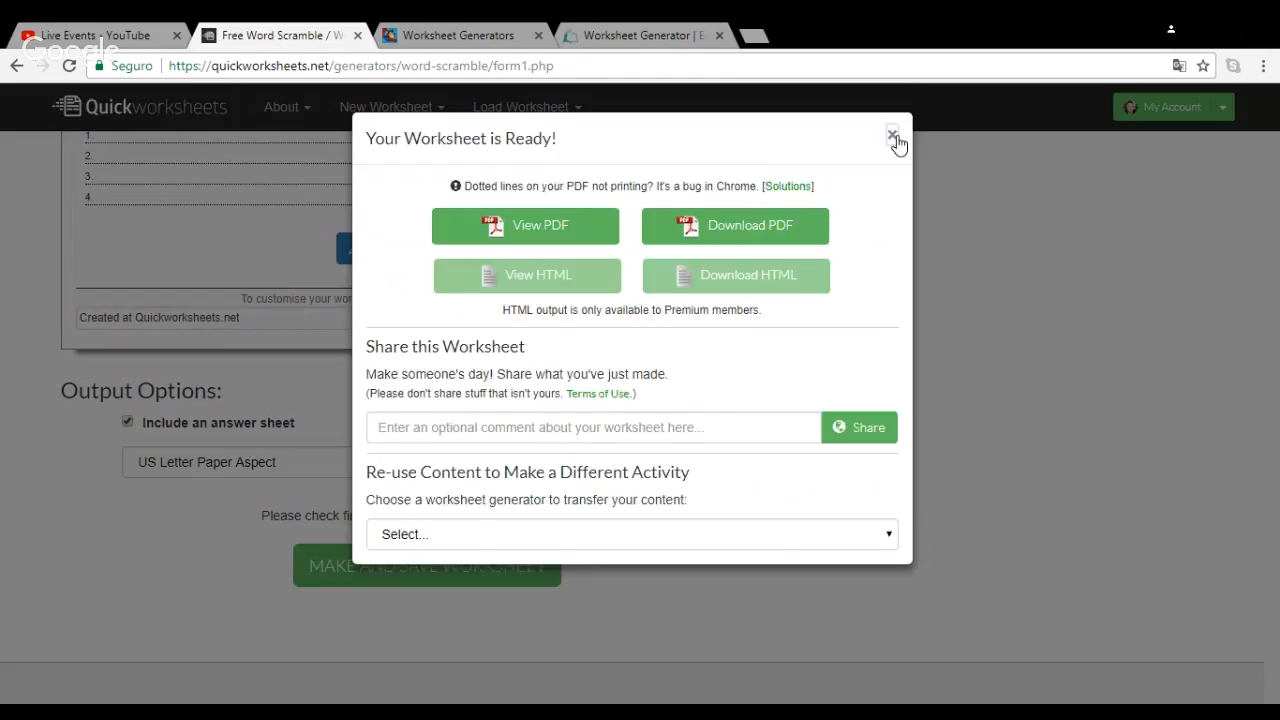 Live Events - YouTube
Free Word Scramble / W
Worksheet Generators
Worksheet Generator | E
Google
Seguro
https://quickworksheets.net/generators/word-scramble/form1.php
Quickworksheets
About
New Worksheet
Load Worksheet
My Account
Your Worksheet is Ready!
1.
2.
3.
4.
Dotted lines on your PDF not printing? It's a bug in Chrome. [Solutions]
View PDF
Download PDF
View HTML
Download HTML
To customise your wor
HTML output is only available to Premium members.
Created at Quickworksheets.net
Share this Worksheet
Make someone's day! Share what you've just made.
(Please don't share stuff that isn't yours. Terms of Use.)
Output Options:
Include an answer sheet
Enter an optional comment about your worksheet here...
Share
US Letter Paper Aspect
Re-use Content to Make a Different Activity
Choose a worksheet generator to transfer your content:
Please check fi
Select...
MAKE AND SAVE WORKSHEET